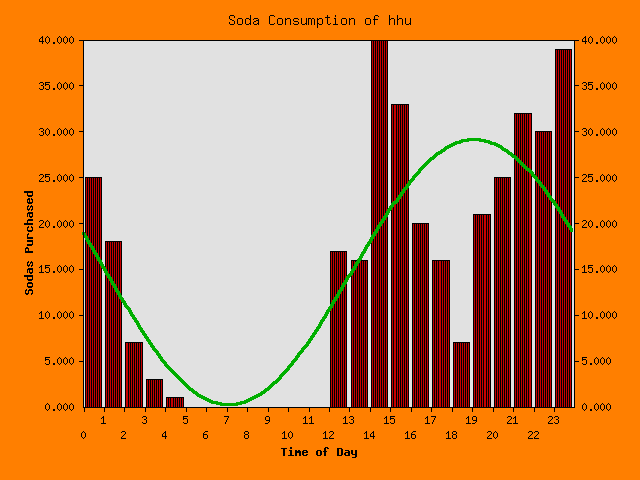 Soda Consumption of hhu
40.000 40.000
35.000 35.000
30.000 30.000
25.000 25.000
20.000 20.000
15.000 15.000
10.000 10.000
5.000 5.000
0.000 0.000
Sodas Purchased
1 3 5 7 9 11 13 15 17 19 21 23
0 2 4 6 8 10 12 14 16 18 20 22
Time of Day